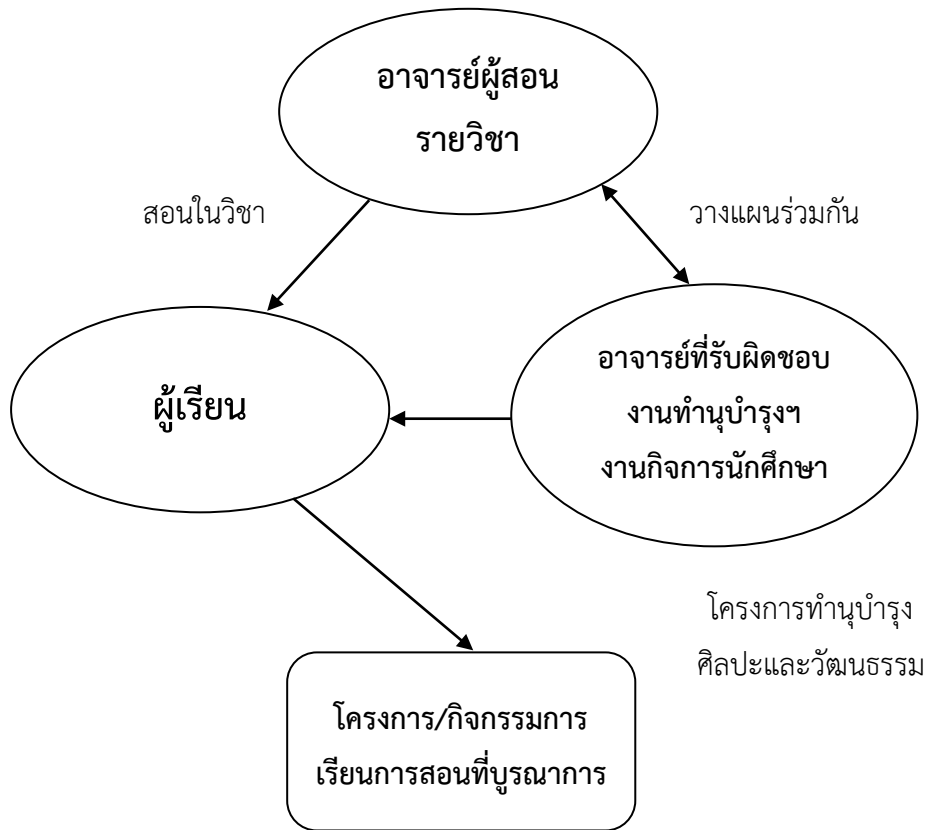 อาจารย์ผู้สอน
รายวิชา
สอนในวิชา
วางแผนร่วมกัน
ผู้เรียน
อาจารย์ที่รับผิดชอบ
งานทำนุบำรุงฯ
งานกิจการนักศึกษา
โครงการทำนุบำรุง
ศิลปะและวัฒนธรรม
โครงการ/กิจกรรมการ
เรียนการสอนที่บูรณาการ